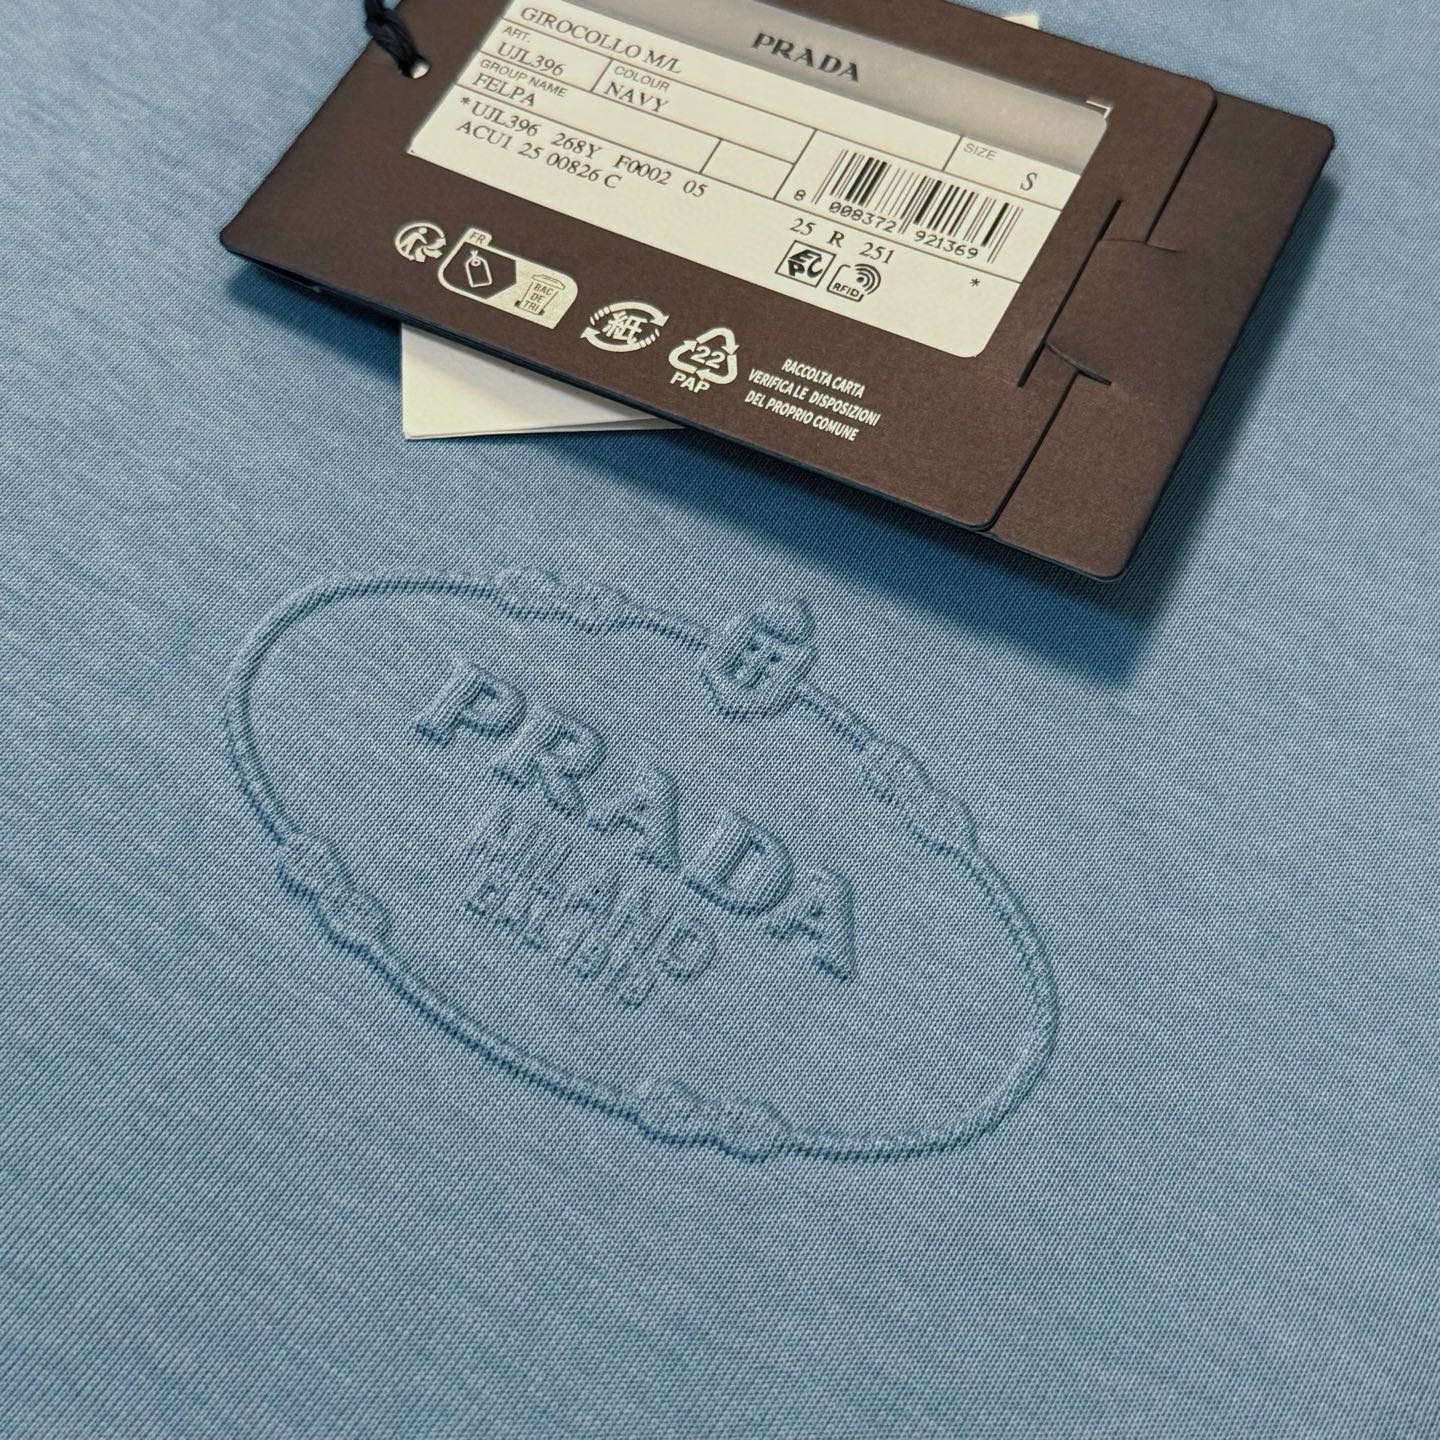 PRADA
GIROCOLLO M/L
ART.
UJL396
COLOUR
NAVY
SIZE
S
GROUP NAME
FELPA
*UJL396 268Y F0002 05
ACU1 25 00826 C
8 008372 921369
25 R 251
*
RFID
FR
BAC
DE
TRI
紙
22
PAP
RACCOLTA CARTA
VERIFICA LE DISPOSIZIONI
DEL PROPRIO COMUNE
PRADA
MILANO